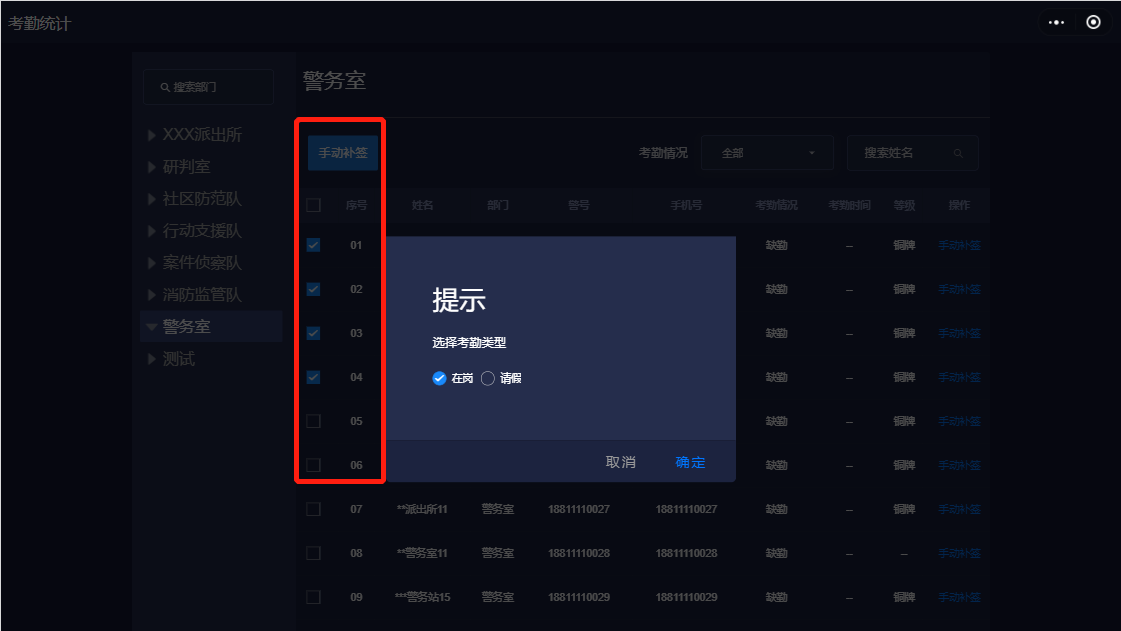 考勤统计
搜索部门
XXX派出所
研判室
社区防范队
行动支援队
案件侦察队
消防监管队
警务室
测试
警务室
手动补签 考勤情况 全部 搜索姓名
序号 姓名 部门 警号 手机号 考勤情况 考勤时间 等级 操作
01 缺勤 -- 铜牌 手动补签
02 缺勤 -- 铜牌 手动补签
03 缺勤 -- 铜牌 手动补签
04 缺勤 -- 铜牌 手动补签
05 缺勤 -- 铜牌 手动补签
06 缺勤 -- 铜牌 手动补签
07 **派出所11 警务室 18811110027 18811110027 缺勤 -- 铜牌 手动补签
08 **警务室11 警务室 18811110028 18811110028 缺勤 -- -- 手动补签
09 ***警务站15 警务室 18811110029 18811110029 缺勤 -- 铜牌 手动补签
提示
选择考勤类型
在岗 请假
取消 确定